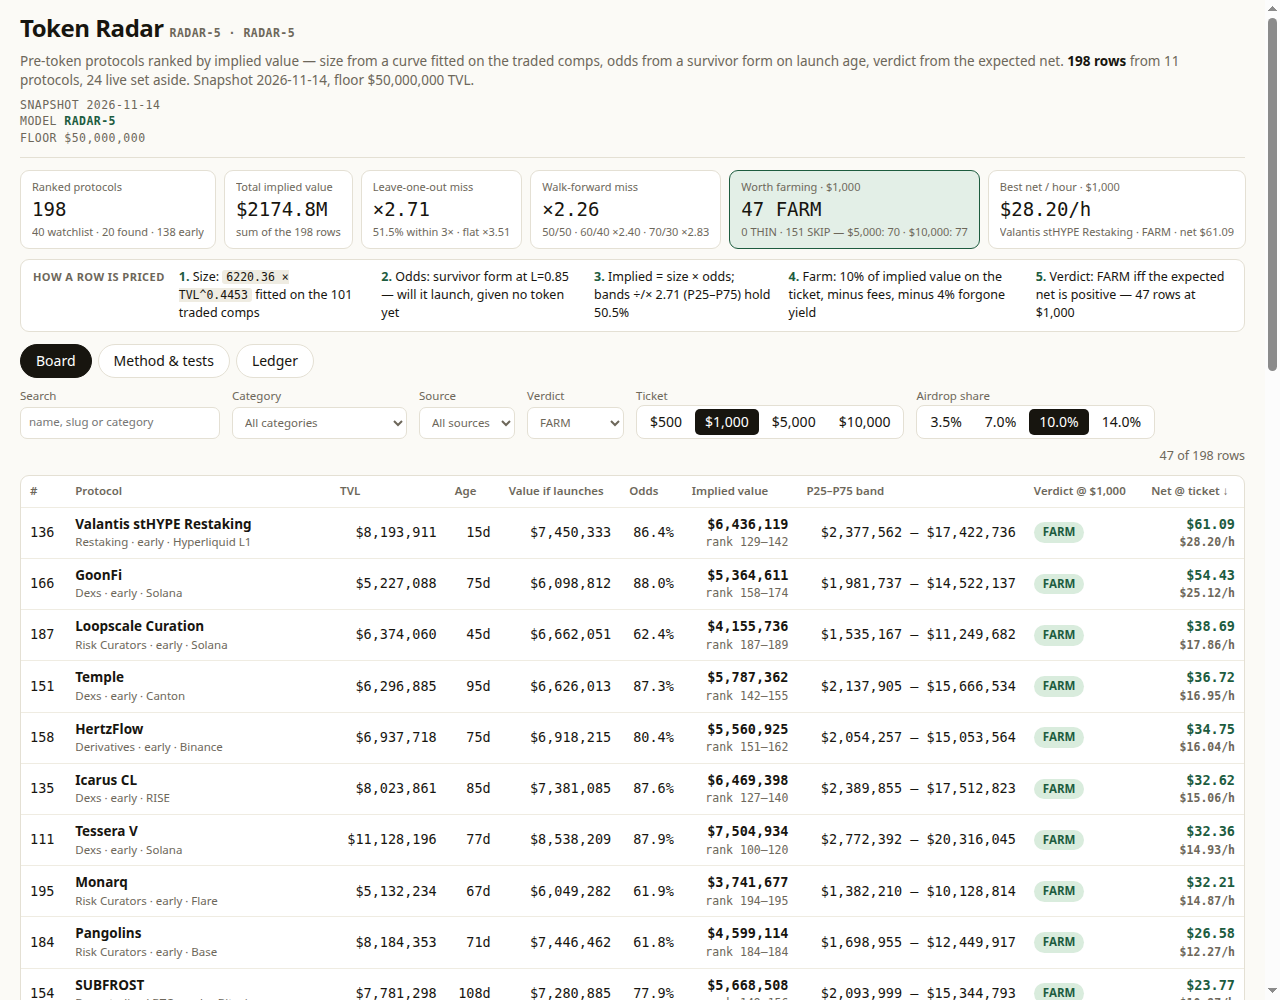 Token Radar RADAR-5 · RADAR-5
Pre-token protocols ranked by implied value — size from a curve fitted on the traded comps, odds from a survivor form on launch age, verdict from the expected net. 198 rows from 11
protocols, 24 live set aside. Snapshot 2026-11-14, floor $50,000,000 TVL.
SNAPSHOT 2026-11-14
MODEL RADAR-5
FLOOR $50,000,000
Ranked protocols
198
40 watchlist · 20 found · 138 early
Total implied value
$2174.8M
sum of the 198 rows
Leave-one-out miss
×2.71
51.5% within 3× · flat ×3.51
Walk-forward miss
×2.26
50/50 · 60/40 ×2.40 · 70/30 ×2.83
Worth farming · $1,000
47 FARM
0 THIN · 151 SKIP — $5,000: 70 · $10,000: 77
Best net / hour · $1,000
$28.20/h
Valantis stHYPE Restaking · FARM · net $61.09
HOW A ROW IS PRICED
1. Size: 6220.36 ×
TVL^0.4453 fitted on the 101
traded comps
2. Odds: survivor form at L=0.85
— will it launch, given no token
yet
3. Implied = size × odds;
bands ÷/× 2.71 (P25–P75) hold
50.5%
4. Farm: 10% of implied value on the
ticket, minus fees, minus 4% forgone
yield
5. Verdict: FARM iff the expected
net is positive — 47 rows at
$1,000
Board Method & tests Ledger
Search Category Source Verdict Ticket Airdrop share
name, slug or category All categories All sources FARM $500 $1,000 $5,000 $10,000 3.5% 7.0% 10.0% 14.0%
47 of 198 rows
# Protocol TVL Age Value if launches Odds Implied value P25–P75 band Verdict @ $1,000 Net @ ticket ↓
136 Valantis stHYPE Restaking $8,193,911 15d $7,450,333 86.4% $6,436,119 $2,377,562 — $17,422,736 FARM $61.09
Restaking · early · Hyperliquid L1 rank 129–142 $28.20/h
166 GoonFi $5,227,088 75d $6,098,812 88.0% $5,364,611 $1,981,737 — $14,522,137 FARM $54.43
Dexs · early · Solana rank 158–174 $25.12/h
187 Loopscale Curation $6,374,060 45d $6,662,051 62.4% $4,155,736 $1,535,167 — $11,249,682 FARM $38.69
Risk Curators · early · Solana rank 187–189 $17.86/h
151 Temple $6,296,885 95d $6,626,013 87.3% $5,787,362 $2,137,905 — $15,666,534 FARM $36.72
Dexs · early · Canton rank 142–155 $16.95/h
158 HertzFlow $6,937,718 75d $6,918,215 80.4% $5,560,925 $2,054,257 — $15,053,564 FARM $34.75
Derivatives · early · Binance rank 151–162 $16.04/h
135 Icarus CL $8,023,861 85d $7,381,085 87.6% $6,469,398 $2,389,855 — $17,512,823 FARM $32.62
Dexs · early · RISE rank 127–140 $15.06/h
111 Tessera V $11,128,196 77d $8,538,209 87.9% $7,504,934 $2,772,392 — $20,316,045 FARM $32.36
Dexs · early · Solana rank 100–120 $14.93/h
195 Monarq $5,132,234 67d $6,049,282 61.9% $3,741,677 $1,382,210 — $10,128,814 FARM $32.21
Risk Curators · early · Flare rank 194–195 $14.87/h
184 Pangolins $8,184,353 71d $7,446,462 61.8% $4,599,114 $1,698,955 — $12,449,917 FARM $26.58
Risk Curators · early · Base rank 184–184 $12.27/h
154 SUBFROST $7,781,298 108d $7,280,885 77.9% $5,668,508 $2,093,999 — $15,344,793 FARM $23.77